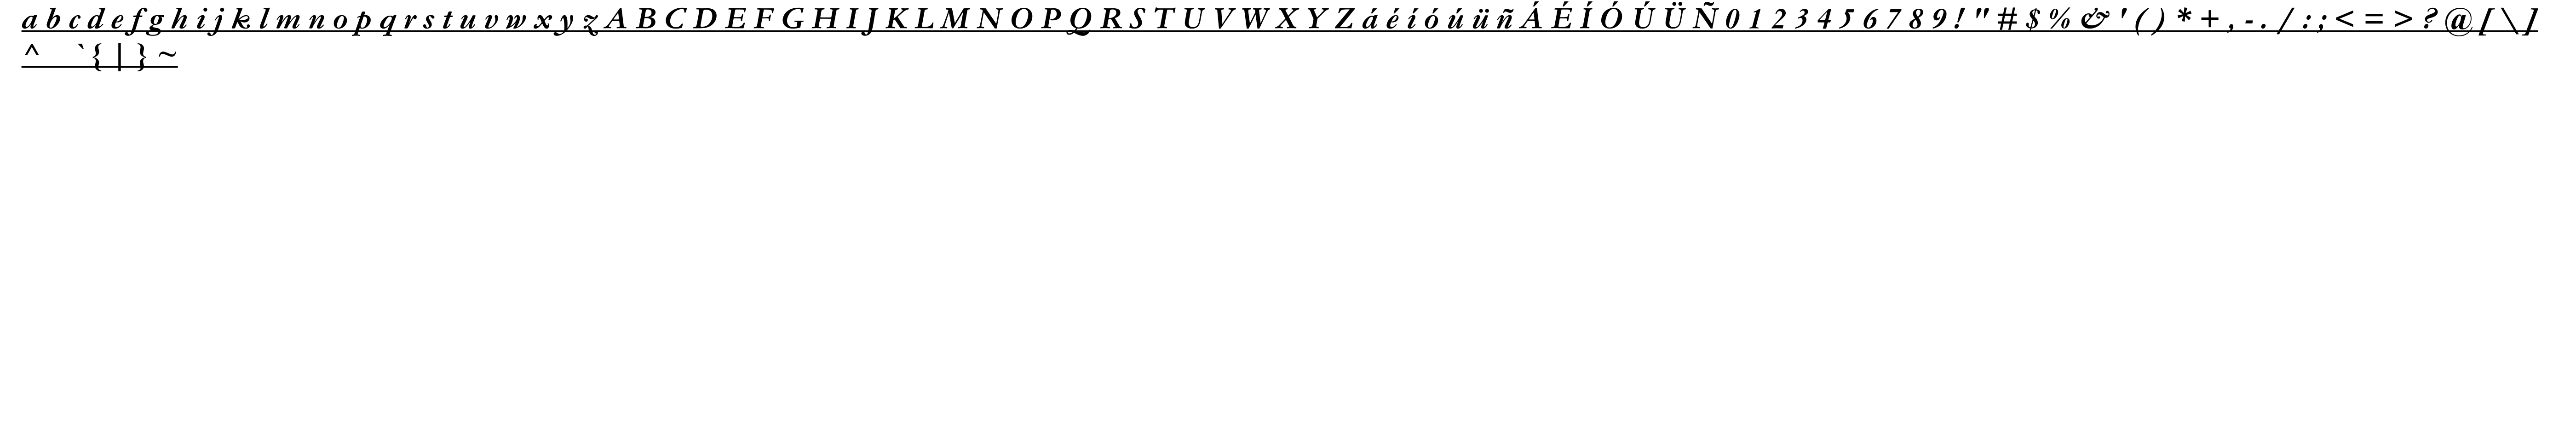 a b c d e f g h i j k l m n o p q r s t u v w x y z A B C D E F G H I J K L M N O P Q R S T U V W X Y Z á é í ó ú ü ñ Á É Í Ó Ú Ü Ñ 0 1 2 3 4 5 6 7 8 9 ! " # $ % & ' ( ) * + , - . / : ; < = > ? @ [ \ ]
^ _ ` { | } ~